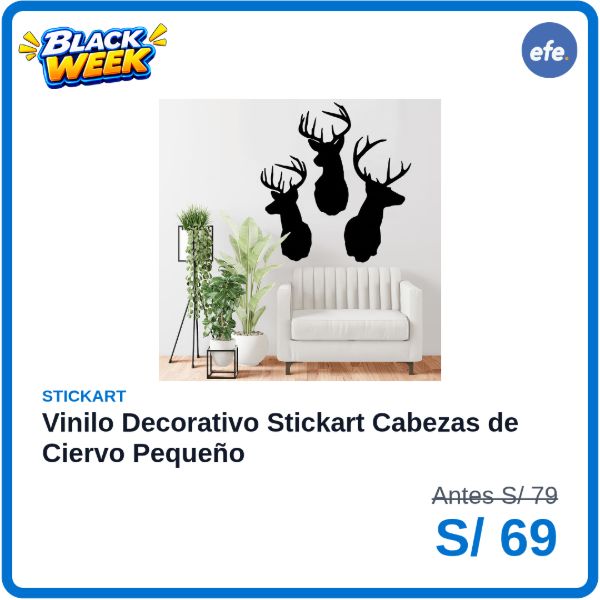 BLACK
WEEK
efe.
STICKART
Vinilo Decorativo Stickart Cabezas de
Ciervo Pequeño
Antes S/ 79
S/ 69